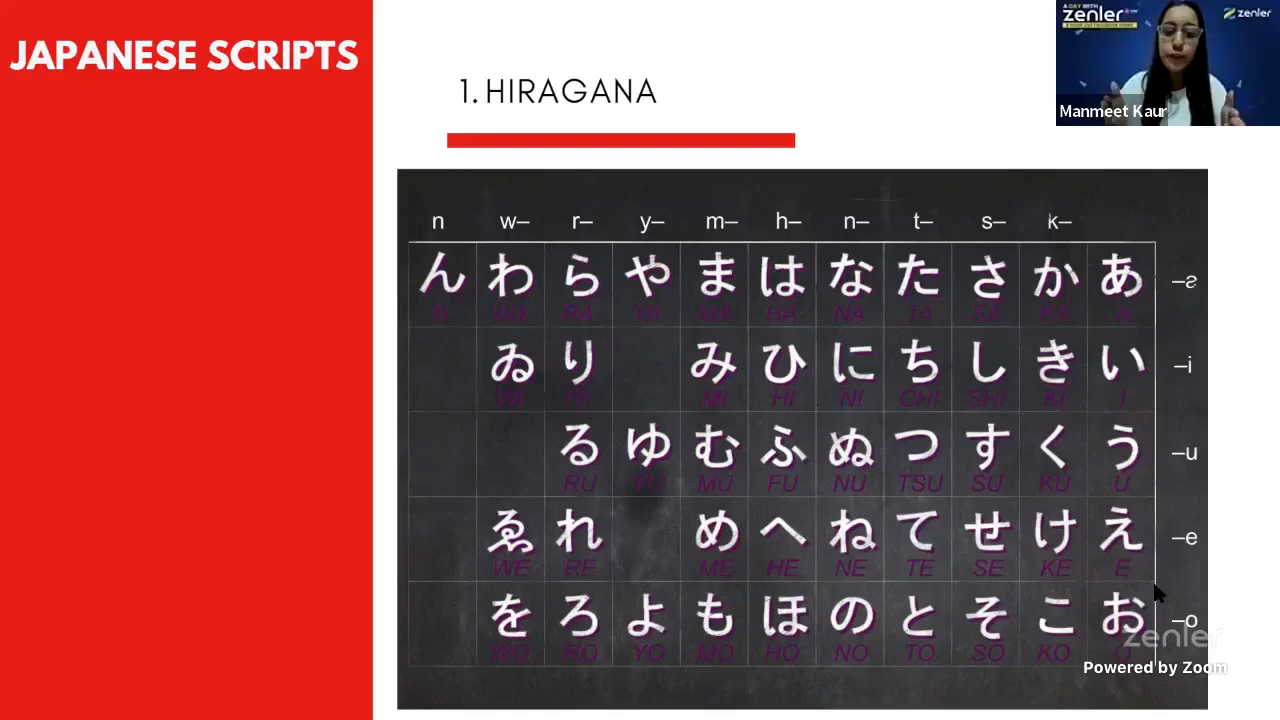 JAPANESE SCRIPTS
1. HIRAGANA
A DAY WITH
zenler
zenler
Manmeet Kaur
n w– r– y– m– h– n– t– s– k–
ん わ ら や ま は な た さ か あ –a
N WA RA YA MA HA NA TA SA KA A
ゐ り み ひ に ち し き い –i
WI RI MI HI NI CHI SHI KI I
る ゆ む ふ ぬ つ す く う –u
RU YU MU FU NU TSU SU KU U
ゑ れ め へ ね て せ け え –e
WE RE ME HE NE TE SE KE E
を ろ よ も ほ の と そ こ お –o
WO RO YO MO HO NO TO SO KO O
zenler
Powered by Zoom